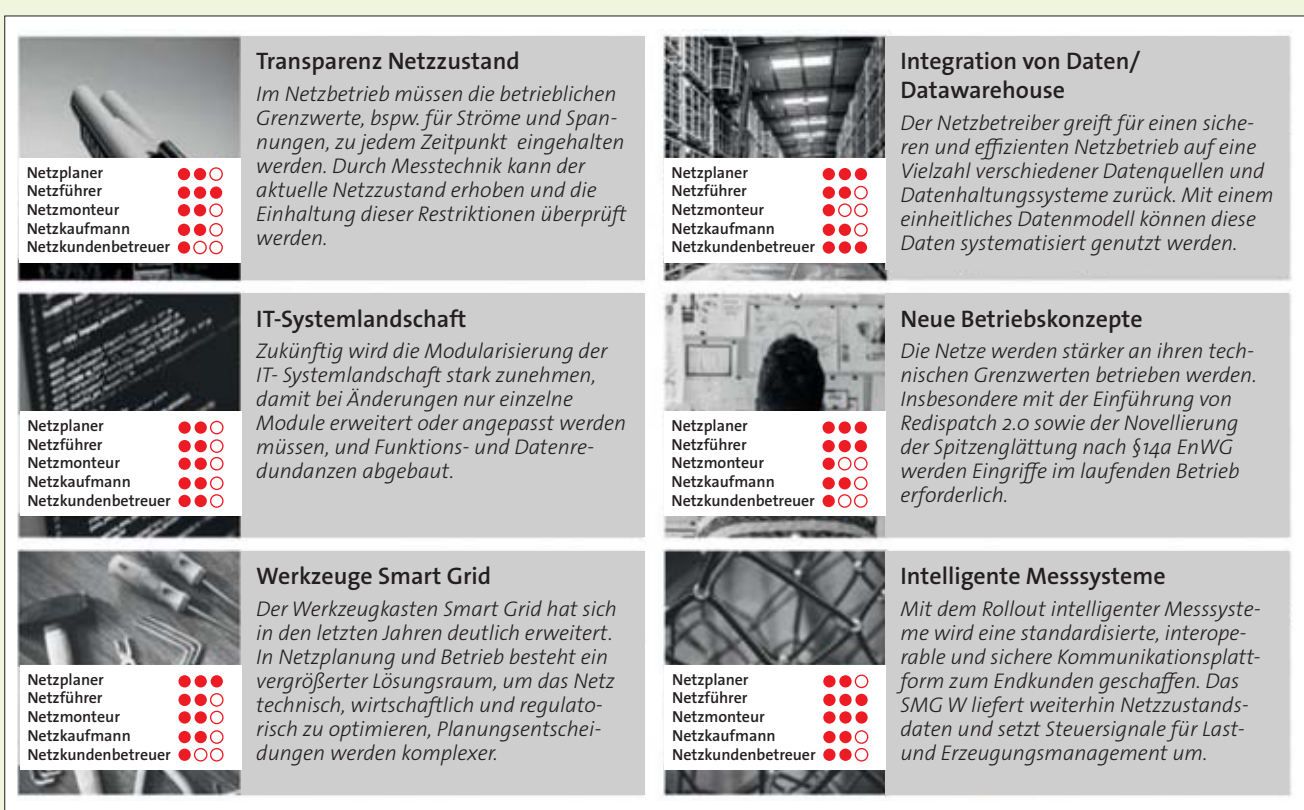 Transparenz Netzzustand
Im Netzbetrieb müssen die betrieblichen
Grenzwerte, bspw. für Ströme und Span-
nungen, zu jedem Zeitpunkt eingehalten
werden. Durch Messtechnik kann der
aktuelle Netzzustand erhoben und die
Einhaltung dieser Restriktionen überprüft
werden.
Netzplaner
Netzführer
Netzmonteur
Netzkaufmann
Netzkundenbetreuer
Integration von Daten/
Datawarehouse
Der Netzbetreiber greift für einen siche-
ren und effizienten Netzbetrieb auf eine
Vielzahl verschiedener Datenquellen und
Datenhaltungssysteme zurück. Mit einem
einheitliches Datenmodell können diese
Daten systematisiert genutzt werden.
Netzplaner
Netzführer
Netzmonteur
Netzkaufmann
Netzkundenbetreuer
IT-Systemlandschaft
Zukünftig wird die Modularisierung der
IT- Systemlandschaft stark zunehmen,
damit bei Änderungen nur einzelne
Module erweitert oder angepasst werden
müssen, und Funktions- und Datenre-
dundanzen abgebaut.
Netzplaner
Netzführer
Netzmonteur
Netzkaufmann
Netzkundenbetreuer
Neue Betriebskonzepte
Die Netze werden stärker an ihren tech-
nischen Grenzwerten betrieben werden.
Insbesondere mit der Einführung von
Redispatch 2.0 sowie der Novellierung
der Spitzenglättung nach §14a EnWG
werden Eingriffe im laufenden Betrieb
erforderlich.
Netzplaner
Netzführer
Netzmonteur
Netzkaufmann
Netzkundenbetreuer
Werkzeuge Smart Grid
Der Werkzeugkasten Smart Grid hat sich
in den letzten Jahren deutlich erweitert.
In Netzplanung und Betrieb besteht ein
vergrößerter Lösungsraum, um das Netz
technisch, wirtschaftlich und regulato-
risch zu optimieren, Planungsentschei-
dungen werden komplexer.
Netzplaner
Netzführer
Netzmonteur
Netzkaufmann
Netzkundenbetreuer
Intelligente Messsysteme
Mit dem Rollout intelligenter Messsyste-
me wird eine standardisierte, interope-
rable und sichere Kommunikationsplatt-
form zum Endkunden geschaffen. Das
SMG W liefert weiterhin Netzzustands-
daten und setzt Steuersignale für Last-
und Erzeugungsmanagement um.
Netzplaner
Netzführer
Netzmonteur
Netzkaufmann
Netzkundenbetreuer